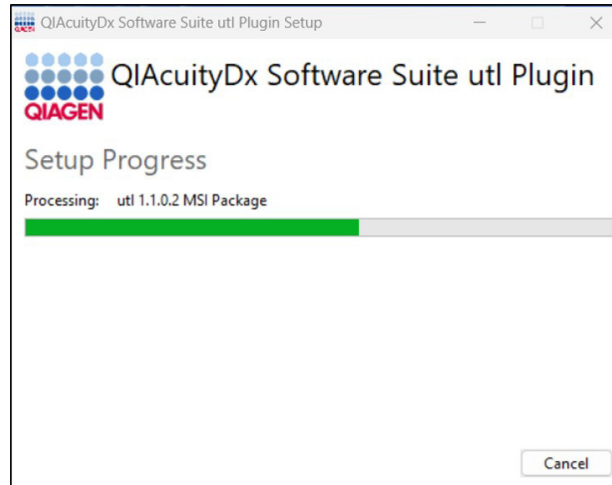 QIAcuityDx Software Suite utl Plugin Setup
QIAGEN
QIAcuityDx Software Suite utl Plugin
Setup Progress
Processing: utl 1.1.0.2 MSI Package
Cancel